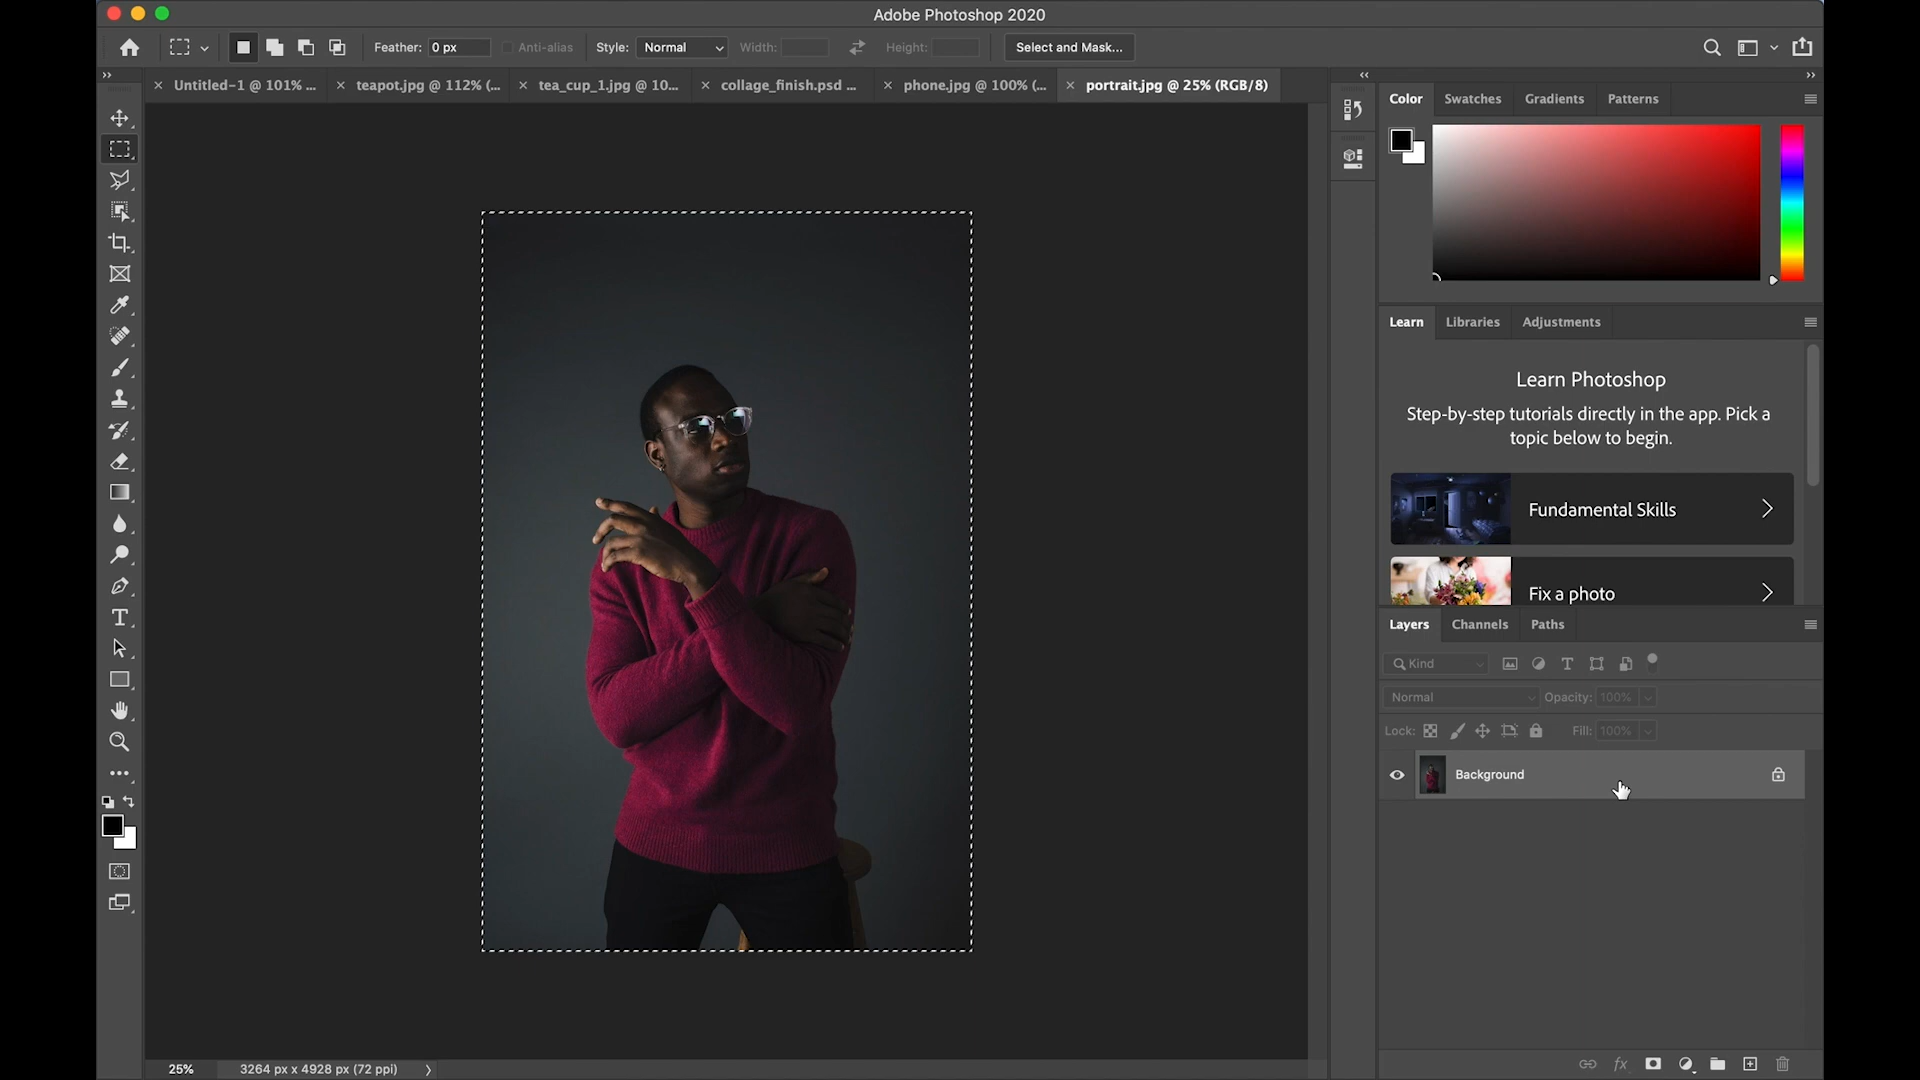 Adobe Photoshop 2020
Feather: 0 px Anti-alias Style: Normal Width: Height: Select and Mask...
Untitled-1 @ 101% ... teapot.jpg @ 112% (... tea_cup_1.jpg @ 10... collage_finish.psd ... phone.jpg @ 100% (... portrait.jpg @ 25% (RGB/8)
Color Swatches Gradients Patterns
Learn Libraries Adjustments
Learn Photoshop
Step-by-step tutorials directly in the app. Pick a
topic below to begin.
Fundamental Skills
Fix a photo
Layers Channels Paths
Kind
Normal Opacity: 100%
Lock: Fill: 100%
Background
25% 3264 px x 4928 px (72 ppi)